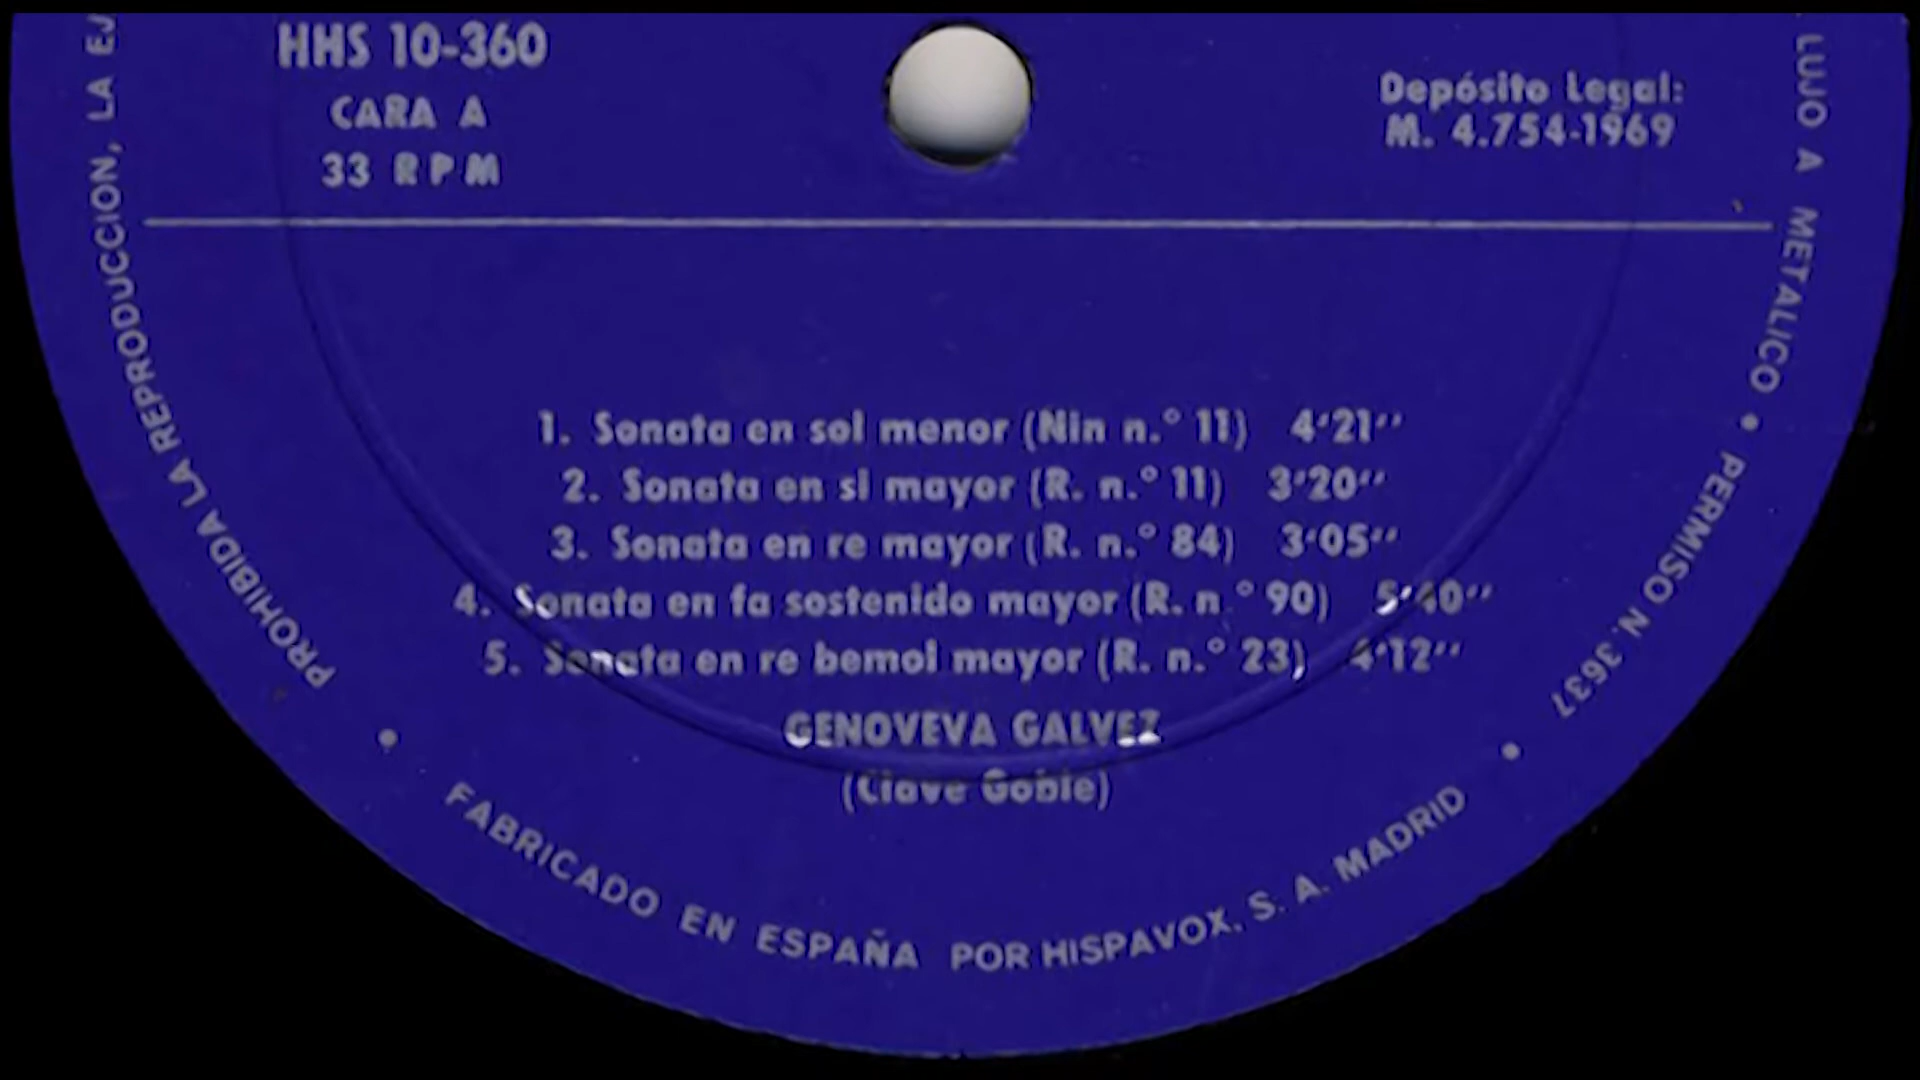 HHS 10-360
CARA A
33 RPM
Depósito Legal:
M. 4.754-1969
1. Sonata en sol menor (Nin n.° 11) 4'21''
2. Sonata en si mayor (R. n.° 11) 3'20''
3. Sonata en re mayor (R. n.° 84) 3'05''
4. Sonata en fa sostenido mayor (R. n.° 90) 5'40''
5. Sonata en re bemol mayor (R. n.° 23) 4'12''
GENOVEVA GALVEZ
(Clave Goble)
PROHIBIDA LA REPRODUCCION, LA
LUJO A METALICO • PERMISO N. 3637
• FABRICADO EN ESPAÑA POR HISPAVOX, S. A. MADRID •